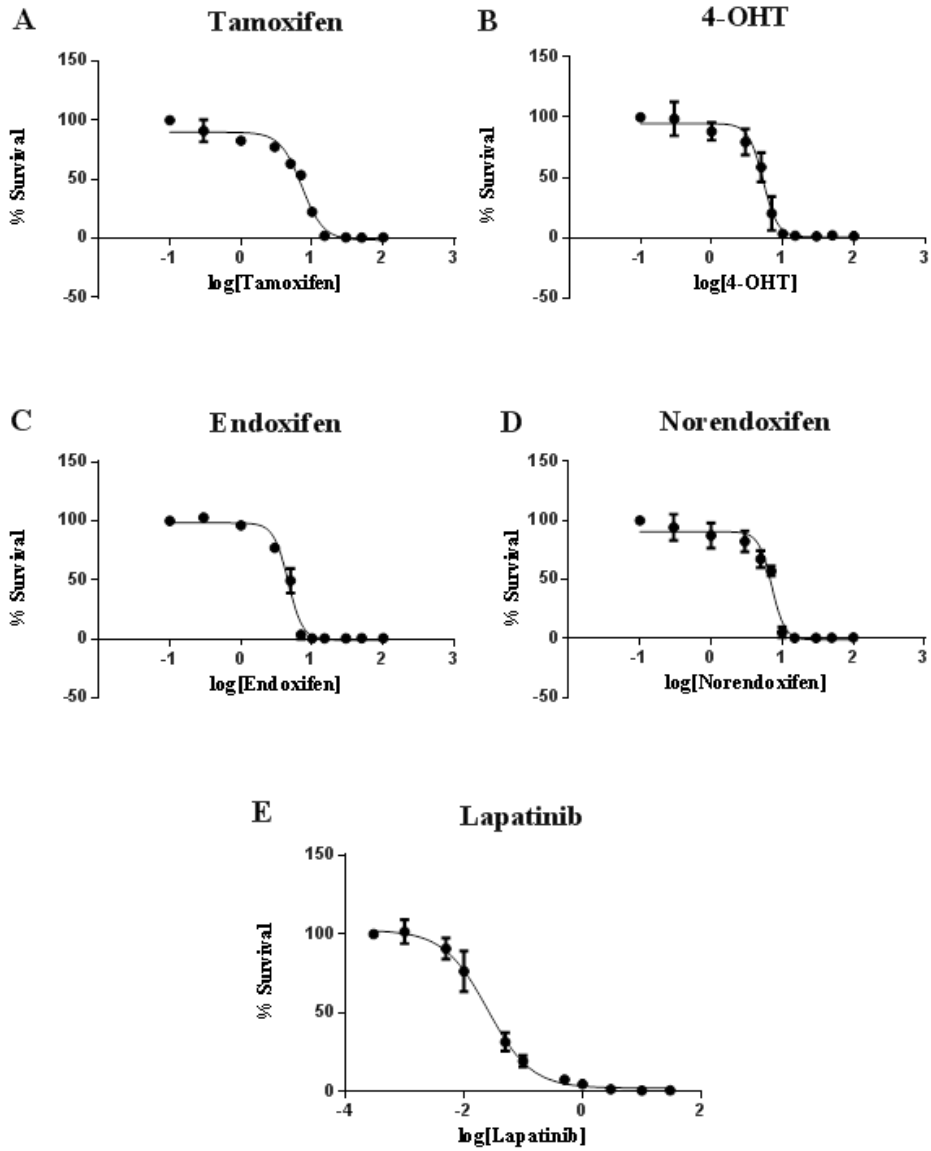 A
Tamoxifen
150
100
50
0
-50
% Survival
-1 0 1 2 3
log[Tamoxifen]
B
4-OHT
150
100
50
0
-50
% Survival
-1 0 1 2 3
log[4-OHT]
C
Endoxifen
150
100
50
0
-50
% Survival
-1 0 1 2 3
log[Endoxifen]
D
Norendoxifen
150
100
50
0
-50
% Survival
-1 0 1 2 3
log[Norendoxifen]
E
Lapatinib
150
100
50
0
% Survival
-4 -2 0 2
log[Lapatinib]